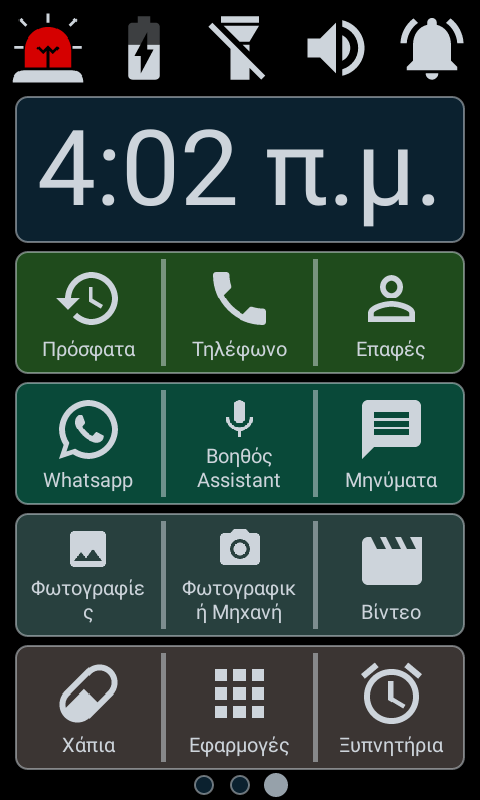 4:02 π.μ.
Πρόσφατα
Τηλέφωνο
Επαφές
Whatsapp
Βοηθός
Assistant
Μηνύματα
Φωτογραφίε
ς
Φωτογραφικ
ή Μηχανή
Βίντεο
Χάπια
Εφαρμογές
Ξυπνητήρια